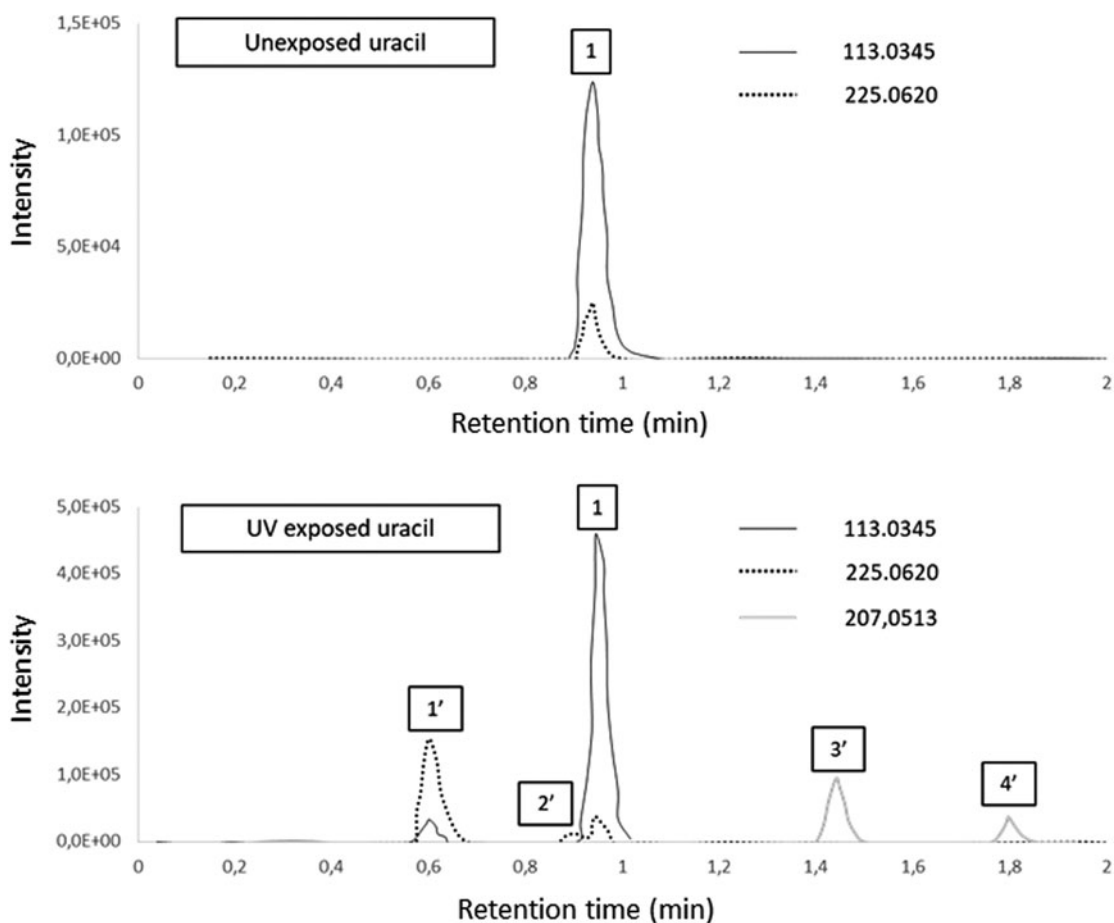 1,5E+05
Unexposed uracil
1
113.0345
225.0620
1,0E+05
Intensity
5,0E+04
0,0E+00
0 0,2 0,4 0,6 0,8 1 1,2 1,4 1,6 1,8 2
Retention time (min)
5,0E+05
UV exposed uracil
1
113.0345
225.0620
207,0513
4,0E+05
3,0E+05
Intensity
2,0E+05
1'
3'
1,0E+05
2'
4'
0,0E+00
0 0,2 0,4 0,6 0,8 1 1,2 1,4 1,6 1,8 2
Retention time (min)